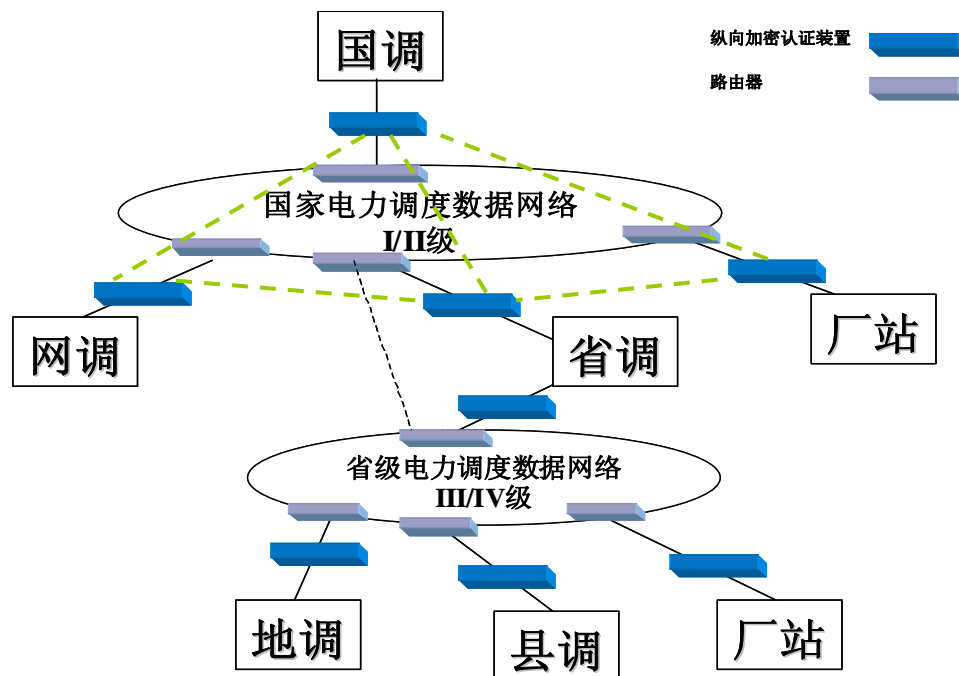 国调
纵向加密认证装置
路由器
国家电力调度数据网络
I/II级
网调
省调
厂站
省级电力调度数据网络
III/IV级
地调
县调
厂站